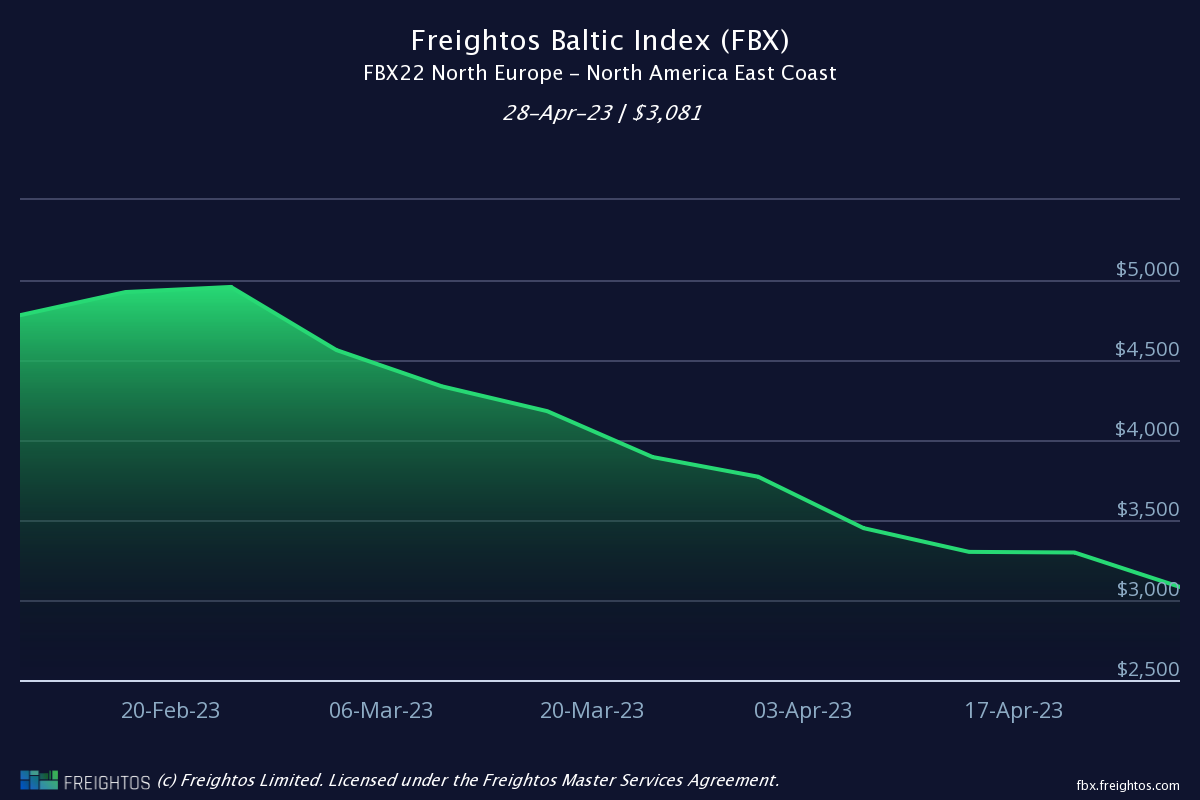 Freightos Baltic Index (FBX)
FBX22 North Europe – North America East Coast
28–Apr–23 / $3,081
$5,000
$4,500
$4,000
$3,500
$3,000
$2,500
20-Feb-23 06-Mar-23 20-Mar-23 03-Apr-23 17-Apr-23
FREIGHTOS (c) Freightos Limited. Licensed under the Freightos Master Services Agreement.
fbx.freightos.com